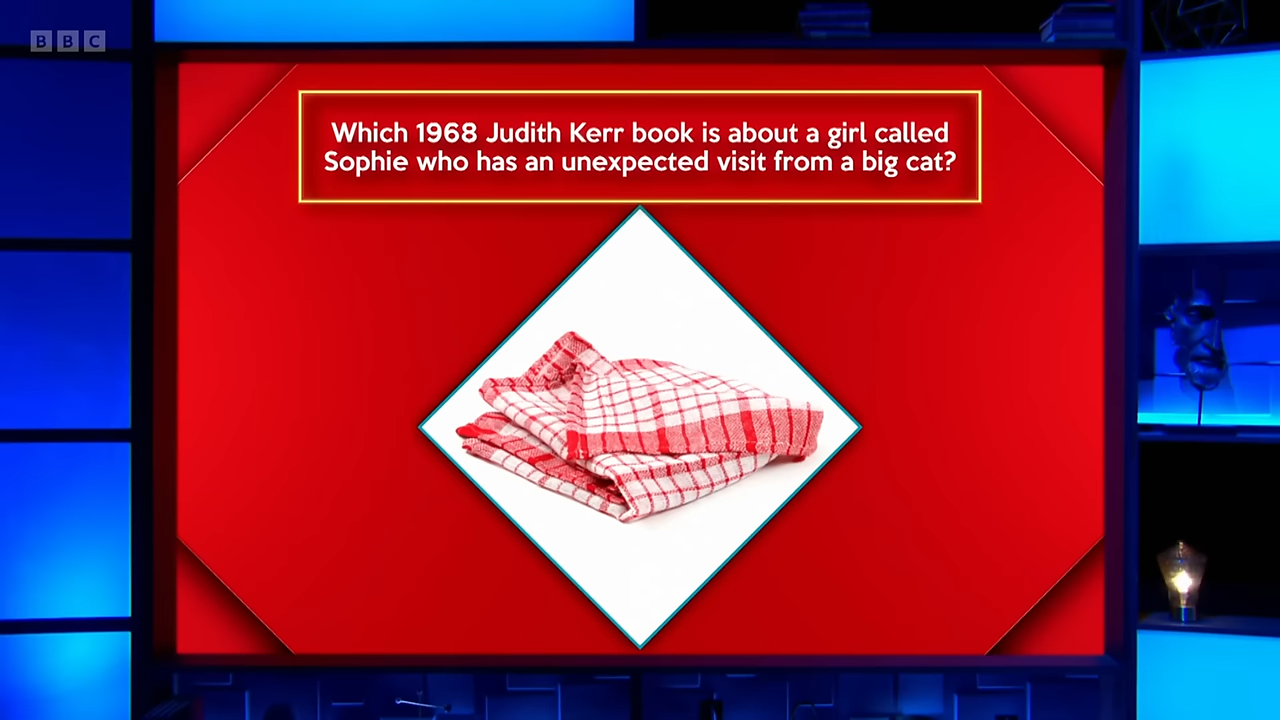 BBC
Which 1968 Judith Kerr book is about a girl called
Sophie who has an unexpected visit from a big cat?